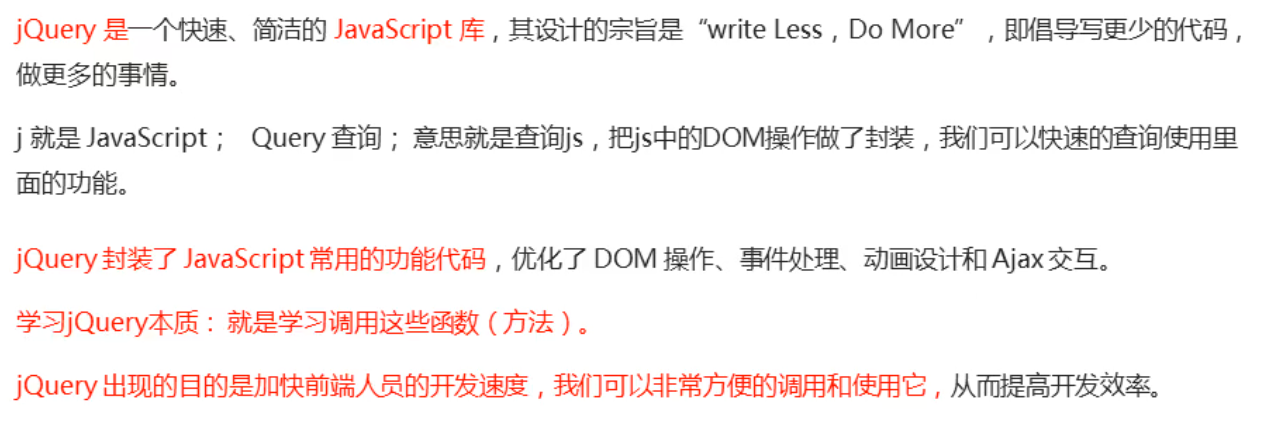 jQuery 是一个快速、简洁的 JavaScript 库，其设计的宗旨是“write Less，Do More”，即倡导写更少的代码，
做更多的事情。
j 就是 JavaScript； Query 查询； 意思就是查询js，把js中的DOM操作做了封装，我们可以快速的查询使用里
面的功能。
jQuery 封装了 JavaScript 常用的功能代码，优化了 DOM 操作、事件处理、动画设计和 Ajax 交互。
学习jQuery本质： 就是学习调用这些函数（方法）。
jQuery 出现的目的是加快前端人员的开发速度，我们可以非常方便的调用和使用它，从而提高开发效率。